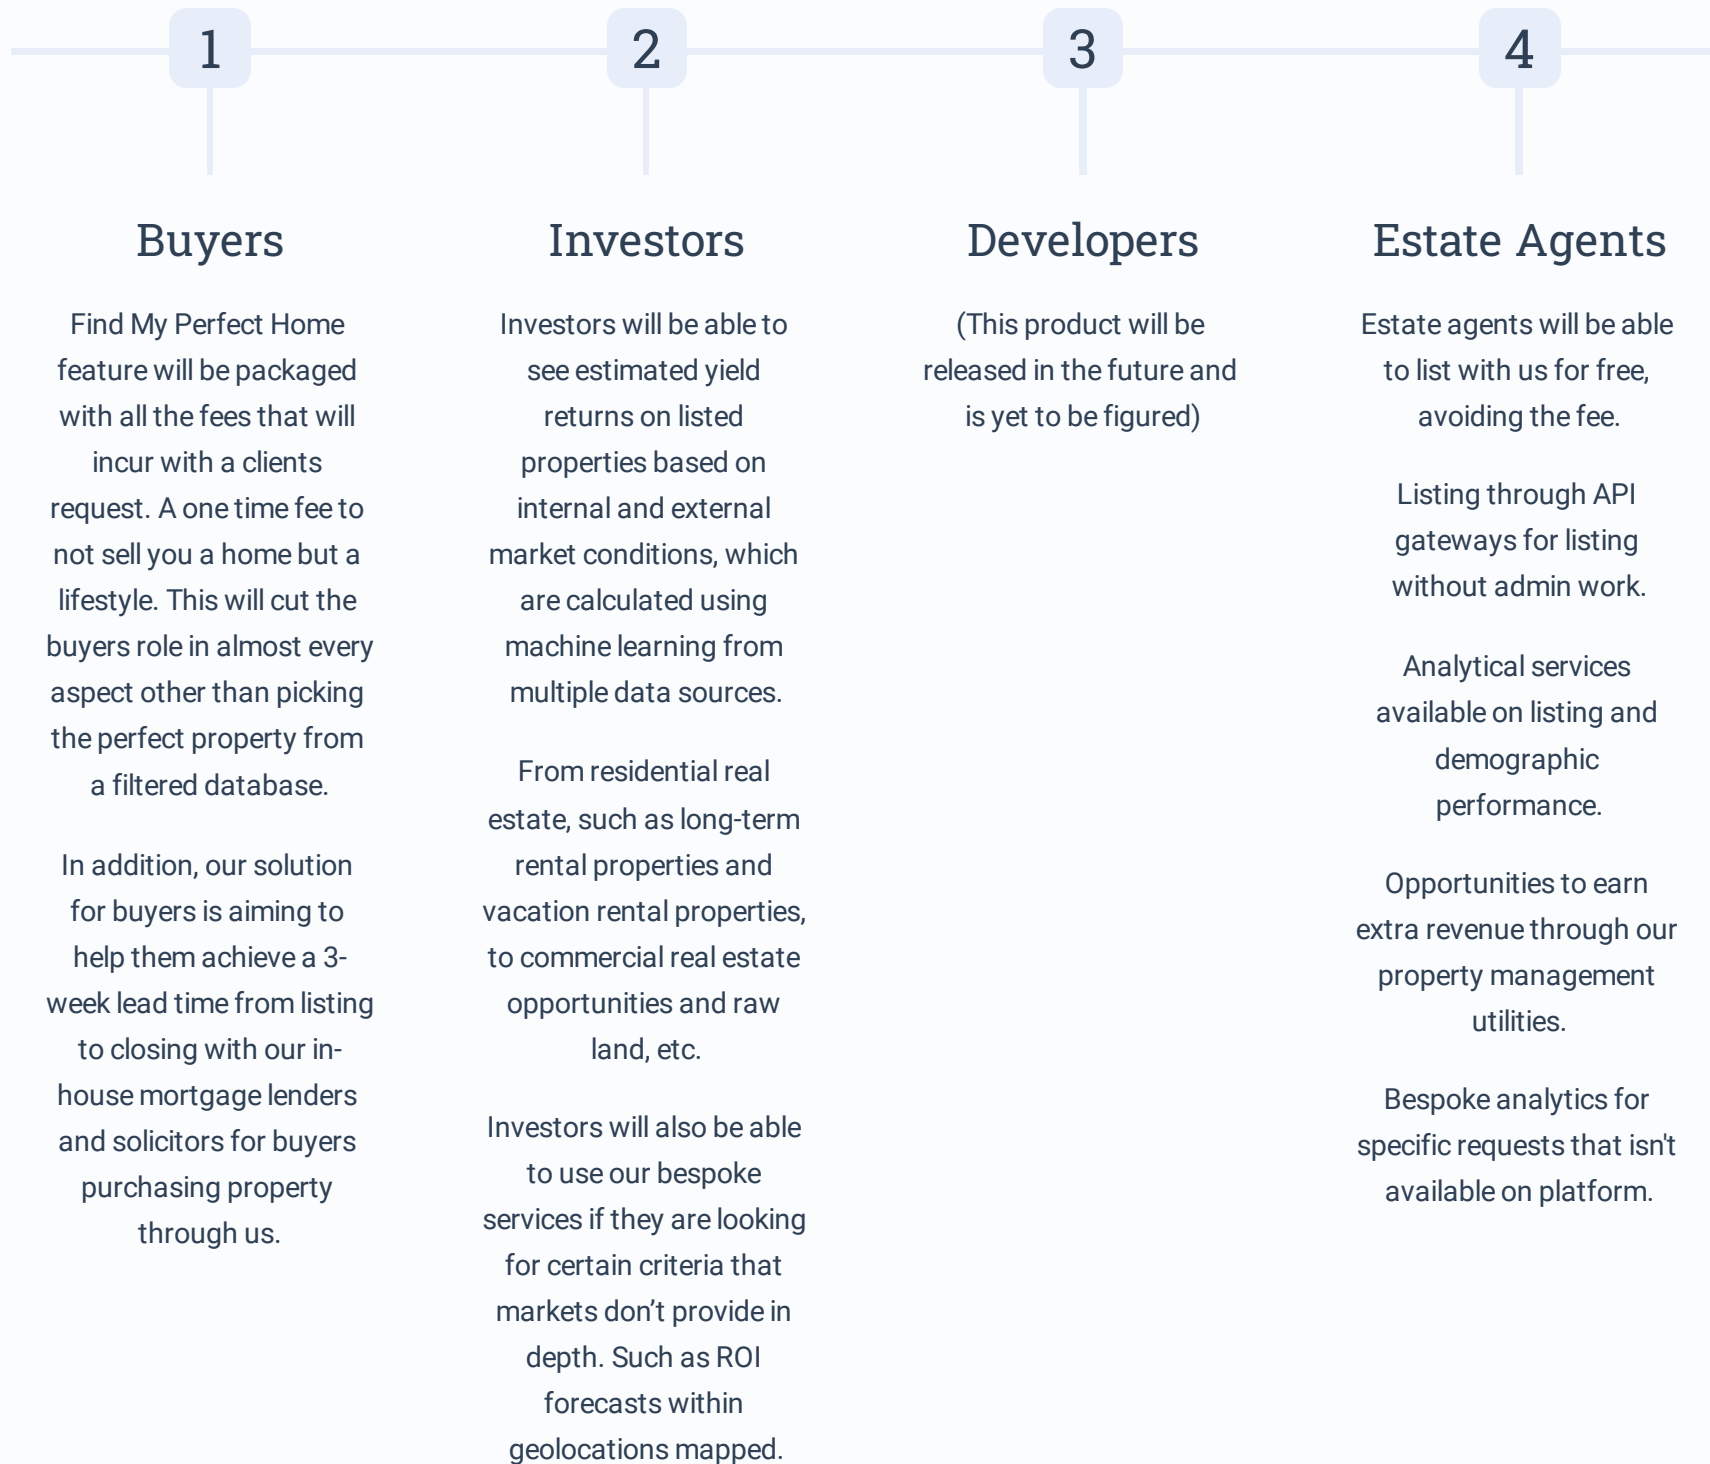 1
Buyers
Find My Perfect Home
feature will be packaged
with all the fees that will
incur with a clients
request. A one time fee to
not sell you a home but a
lifestyle. This will cut the
buyers role in almost every
aspect other than picking
the perfect property from
a filtered database.
In addition, our solution
for buyers is aiming to
help them achieve a 3-
week lead time from listing
to closing with our in-
house mortgage lenders
and solicitors for buyers
purchasing property
through us.
2
Investors
Investors will be able to
see estimated yield
returns on listed
properties based on
internal and external
market conditions, which
are calculated using
machine learning from
multiple data sources.
From residential real
estate, such as long-term
rental properties and
vacation rental properties,
to commercial real estate
opportunities and raw
land, etc.
Investors will also be able
to use our bespoke
services if they are looking
for certain criteria that
markets don’t provide in
depth. Such as ROI
forecasts within
geolocations mapped.
3
Developers
(This product will be
released in the future and
is yet to be figured)
4
Estate Agents
Estate agents will be able
to list with us for free,
avoiding the fee.
Listing through API
gateways for listing
without admin work.
Analytical services
available on listing and
demographic
performance.
Opportunities to earn
extra revenue through our
property management
utilities.
Bespoke analytics for
specific requests that isn't
available on platform.